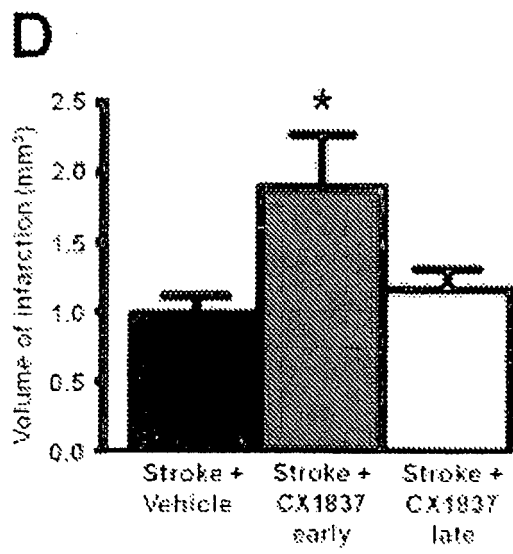 D
Volume of infarction (mm³)
2.5
2.0
1.5
1.0
0.5
0.0
*
Stroke + Vehicle
Stroke + CX1837 early
Stroke + CX1837 late